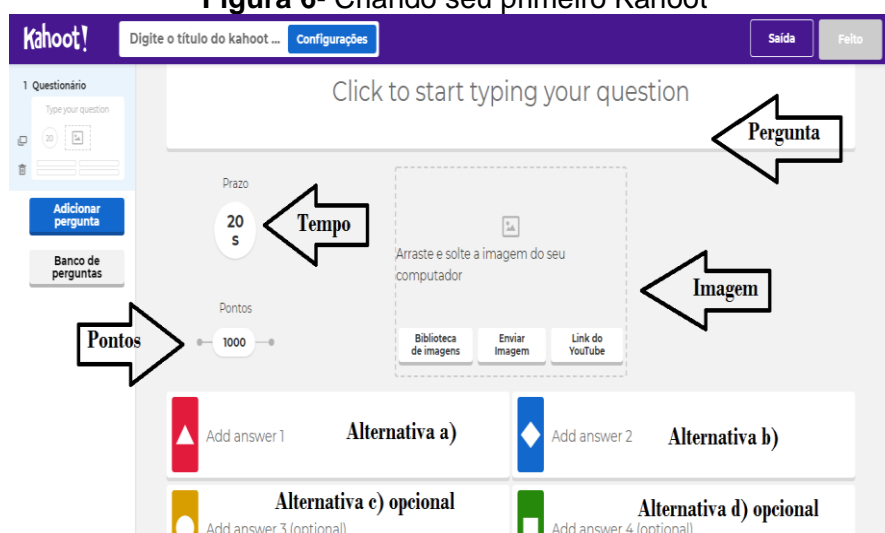 Figura 6- Criando seu primeiro Kahoot
Kahoot!
Digite o título do kahoot ...
Configurações
Saída
Feito
1 Questionário
Type your question
20
Adicionar
pergunta
Banco de
perguntas
Click to start typing your question
Pergunta
Prazo
20
s
Tempo
Arraste e solte a imagem do seu
computador
Imagem
Pontos
1000
Pontos
Biblioteca
de imagens
Enviar
Imagem
Link do
YouTube
Add answer 1
Alternativa a)
Add answer 2
Alternativa b)
Alternativa c) opcional
Add answer 3 (optional)
Alternativa d) opcional
Add answer 4 (optional)